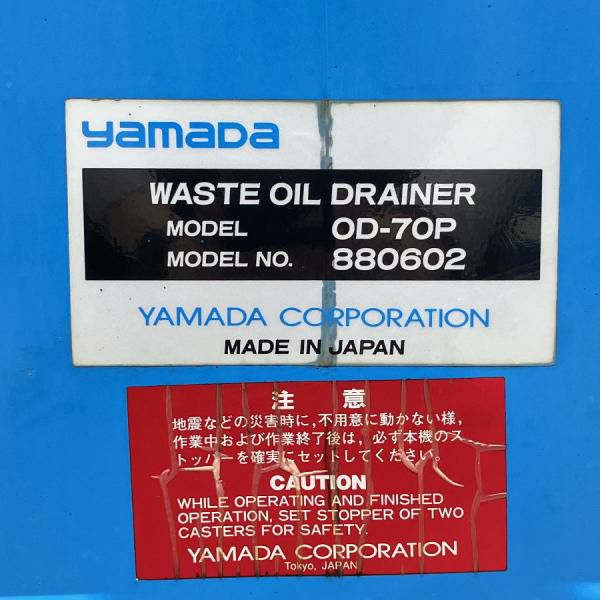 yamada
WASTE OIL DRAINER
MODEL OD-70P
MODEL NO. 880602
YAMADA CORPORATION
MADE IN JAPAN
注 意
地震などの災害時に,不用意に動かない様,
作業中および作業終了後は,必ず本機のス
トッパーを確実にセットしてください。
CAUTION
WHILE OPERATING AND FINISHED
OPERATION, SET STOPPER OF TWO
CASTERS FOR SAFETY.
YAMADA CORPORATION
Tokyo, JAPAN